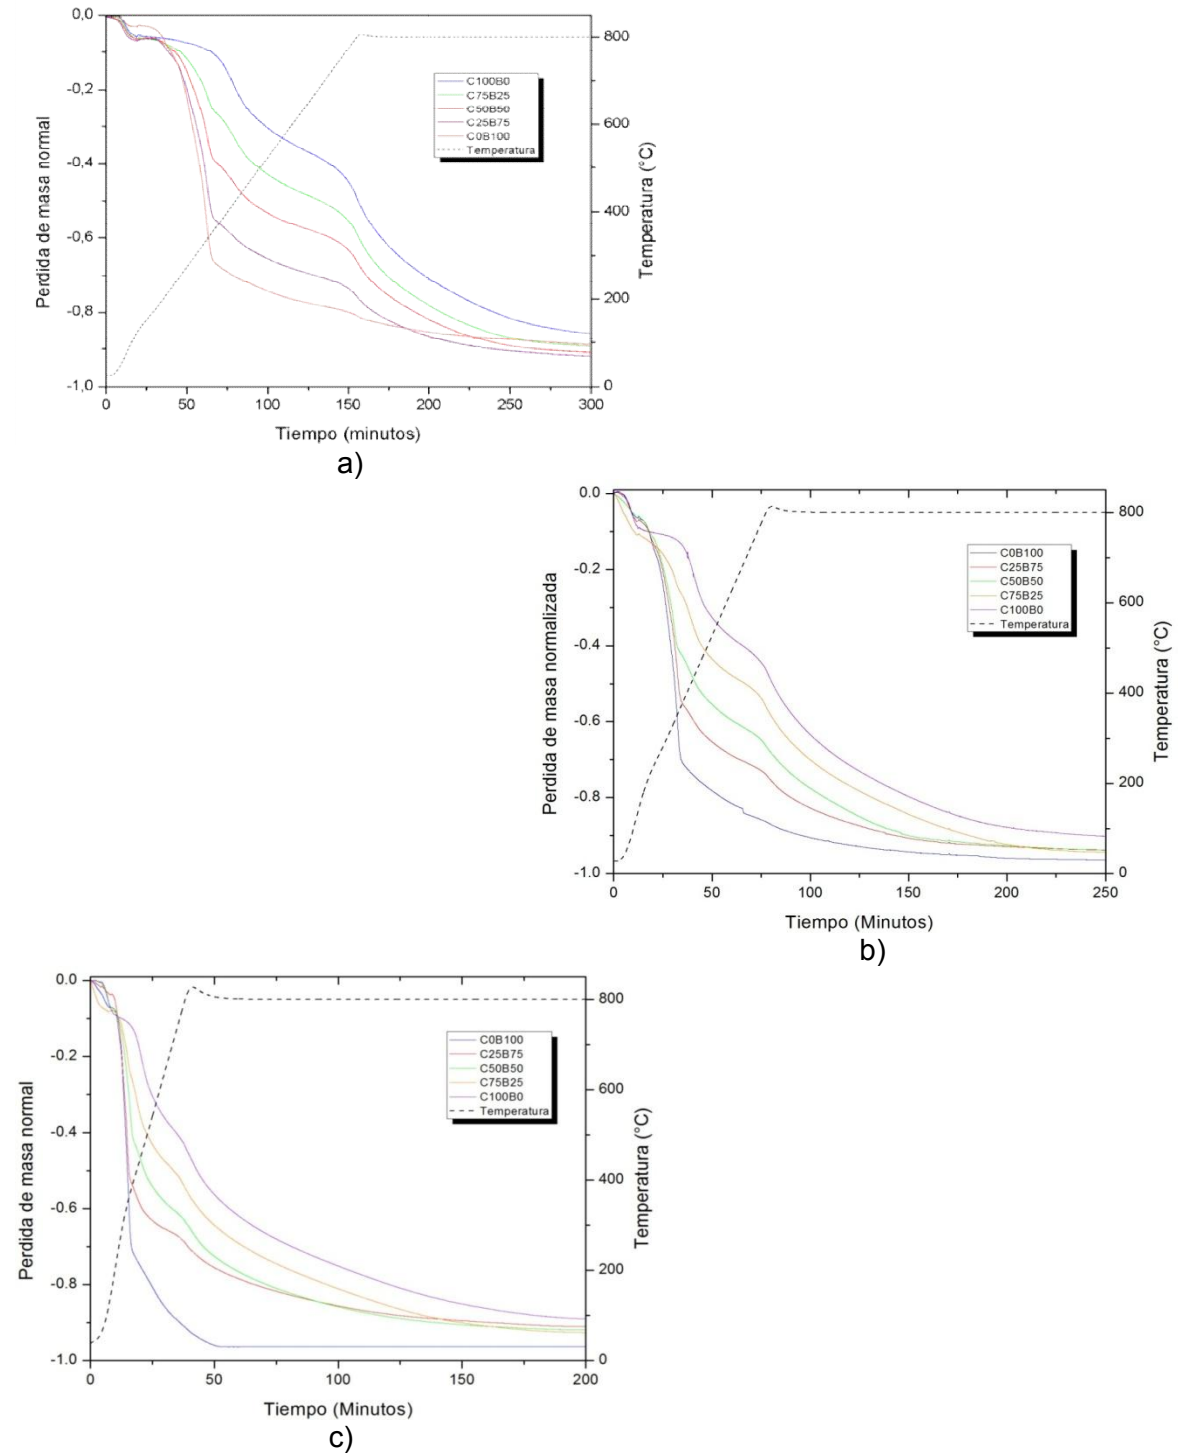 0,0
-0,2
-0,4
-0,6
-0,8
-1,0
Perdida de masa normal
0
50
100
150
200
250
300
Tiempo (minutos)
800
600
400
200
0
Temperatura (°C)
C100B0
C75B25
C50B50
C25B75
C0B100
Temperatura
a)
0.0
-0.2
-0.4
-0.6
-0.8
-1.0
Perdida de masa normalizada
0
50
100
150
200
250
Tiempo (Minutos)
800
600
400
200
0
Temperatura (°C)
C0B100
C25B75
C50B50
C75B25
C100B0
Temperatura
b)
0.0
-0.2
-0.4
-0.6
-0.8
-1.0
Perdida de masa normal
0
50
100
150
200
Tiempo (Minutos)
800
600
400
200
0
Temperatura (°C)
C0B100
C25B75
C50B50
C75B25
C100B0
Temperatura
c)